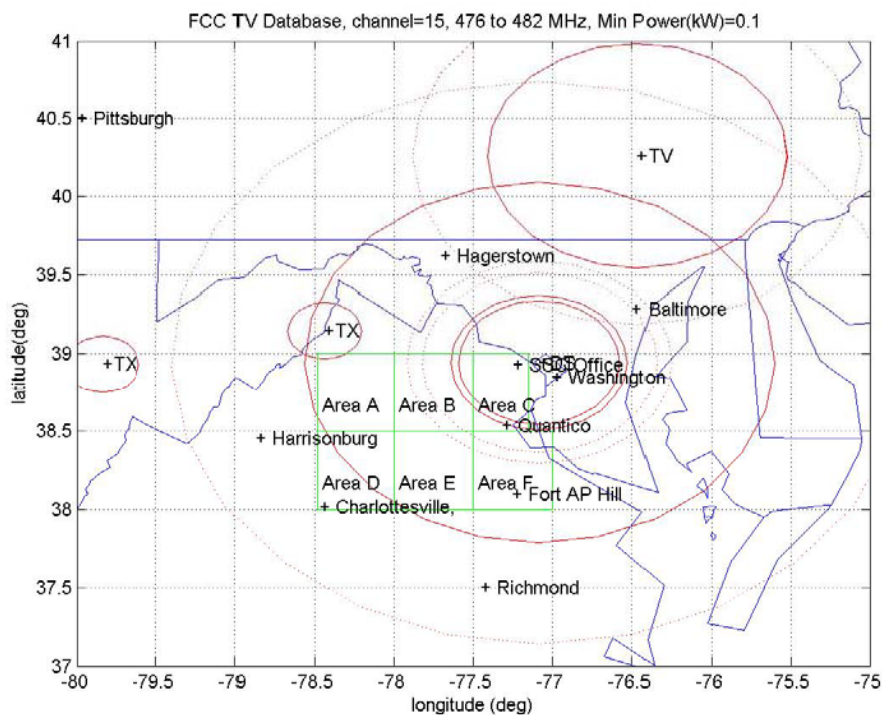 FCC TV Database, channel=15, 476 to 482 MHz, Min Power(kW)=0.1
41
40.5
40
39.5
39
38.5
38
37.5
37
latitude(deg)
Pittsburgh
TV
Hagerstown
Baltimore
TX
TX
Office
Washington
Area A
Area B
Area C
Quantico
Harrisonburg
Area D
Area E
Area F
Fort AP Hill
Charlottesville,
Richmond
-80
-79.5
-79
-78.5
-78
-77.5
-77
-76.5
-76
-75.5
-75
longitude (deg)